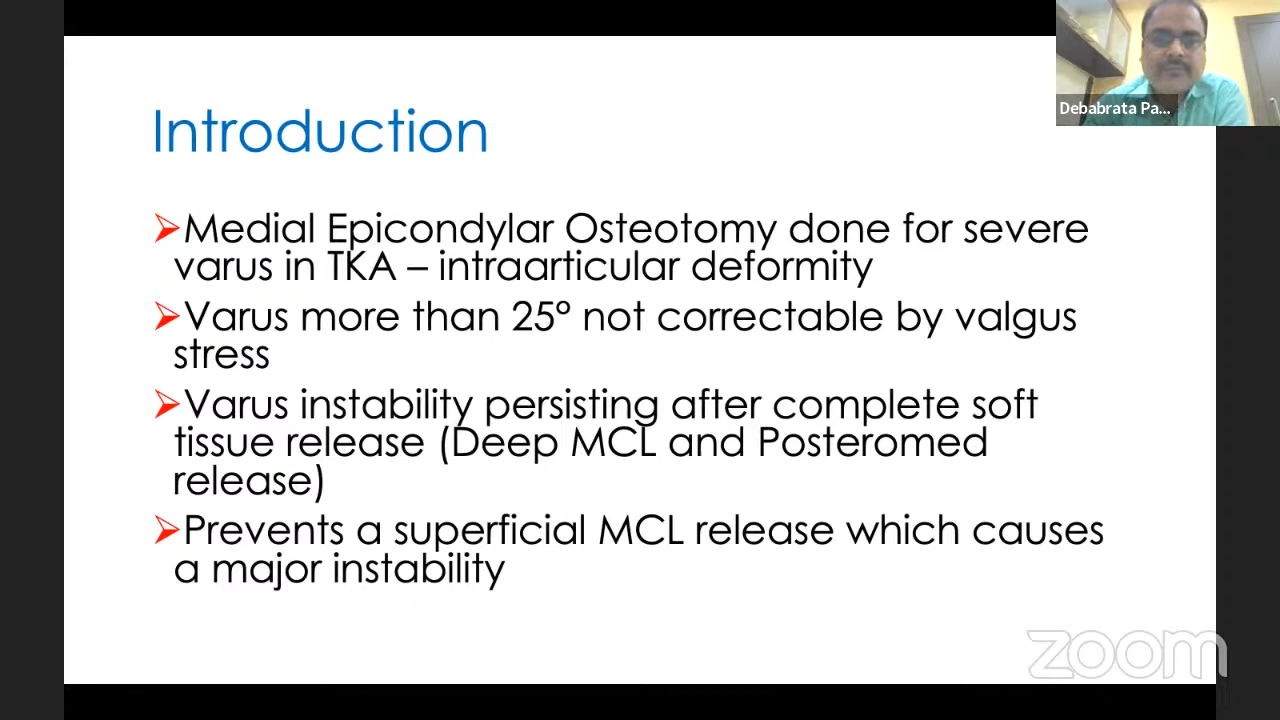 Debabrata Pa...
Introduction
➢Medial Epicondylar Osteotomy done for severe
varus in TKA – intraarticular deformity
➢Varus more than 25° not correctable by valgus
stress
➢Varus instability persisting after complete soft
tissue release (Deep MCL and Posteromed
release)
➢Prevents a superficial MCL release which causes
a major instability
zoom